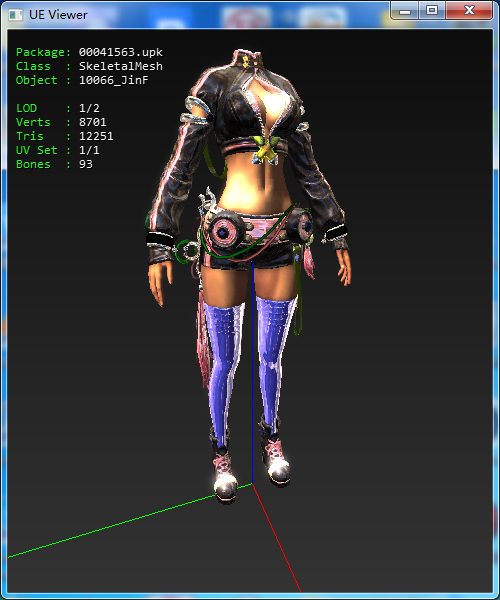 UE Viewer
Package: 00041563.upk
Class : SkeletalMesh
Object : 10066_JinF
LOD : 1/2
Verts : 8701
Tris : 12251
UV Set : 1/1
Bones : 93